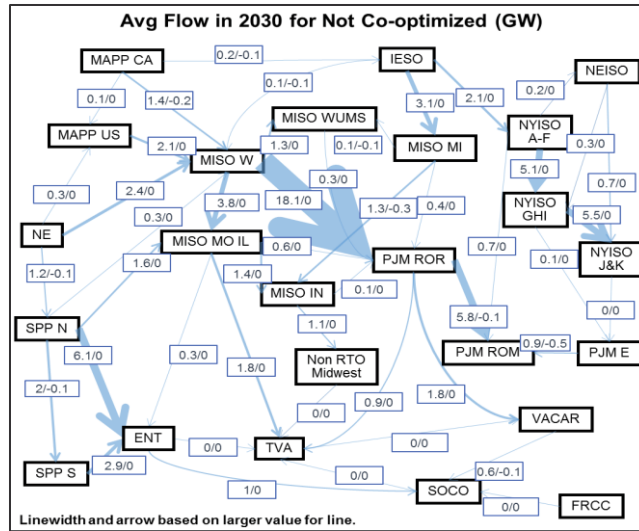 Avg Flow in 2030 for Not Co-optimized (GW)
MAPP CA
0.2/-0.1
IESO
NEISO
0.1/-0.1
0.1/0
1.4/-0.2
3.1/0
2.1/0
0.2/0
MISO WUMS
MAPP US
2.1/0
1.3/0
0.1/-0.1
MISO MI
NYISO
A-F
0.3/0
MISO W
5.1/0
0.3/0
2.4/0
0.3/0
0.7/0
18.1/0
1.3/-0.3
0.4/0
NYISO
GHI
5.5/0
NE
0.3/0
3.8/0
MISO MO IL
0.6/0
0.7/0
0.1/0
NYISO
J&K
PJM ROR
1.2/-0.1
1.6/0
1.4/0
MISO IN
0.1/0
0/0
SPP N
5.8/-0.1
1.1/0
0.9/-0.5
PJM ROM
PJM E
6.1/0
0.3/0
Non RTO
Midwest
2/-0.1
1.8/0
0.9/0
1.8/0
0/0
VACAR
ENT
0/0
TVA
0/0
SPP S
2.9/0
0/0
0.6/-0.1
1/0
SOCO
FRCC
0/0
Linewidth and arrow based on larger value for line.